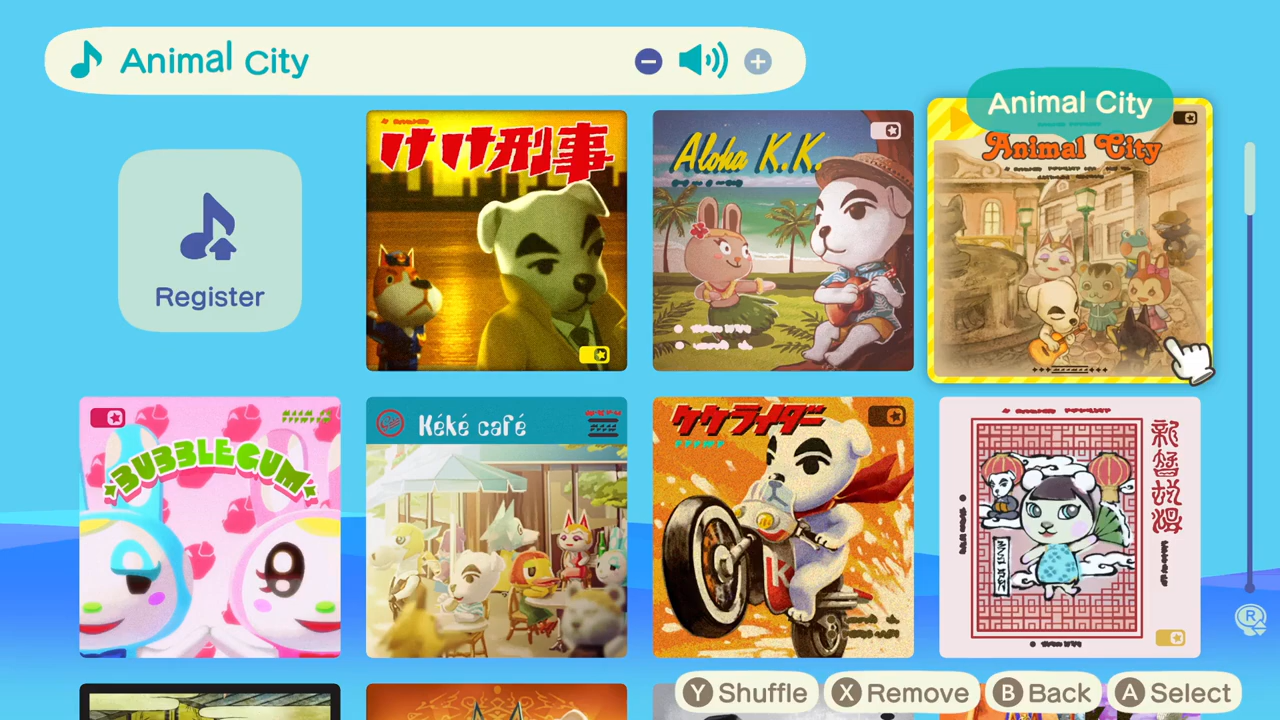 Animal City
Animal City
Register
けけ刑事
Aloha K.K.
Animal City
BUBBLEGUM
Kéké café
ケケライダー
K
R
Y Shuffle
X Remove
B Back
A Select